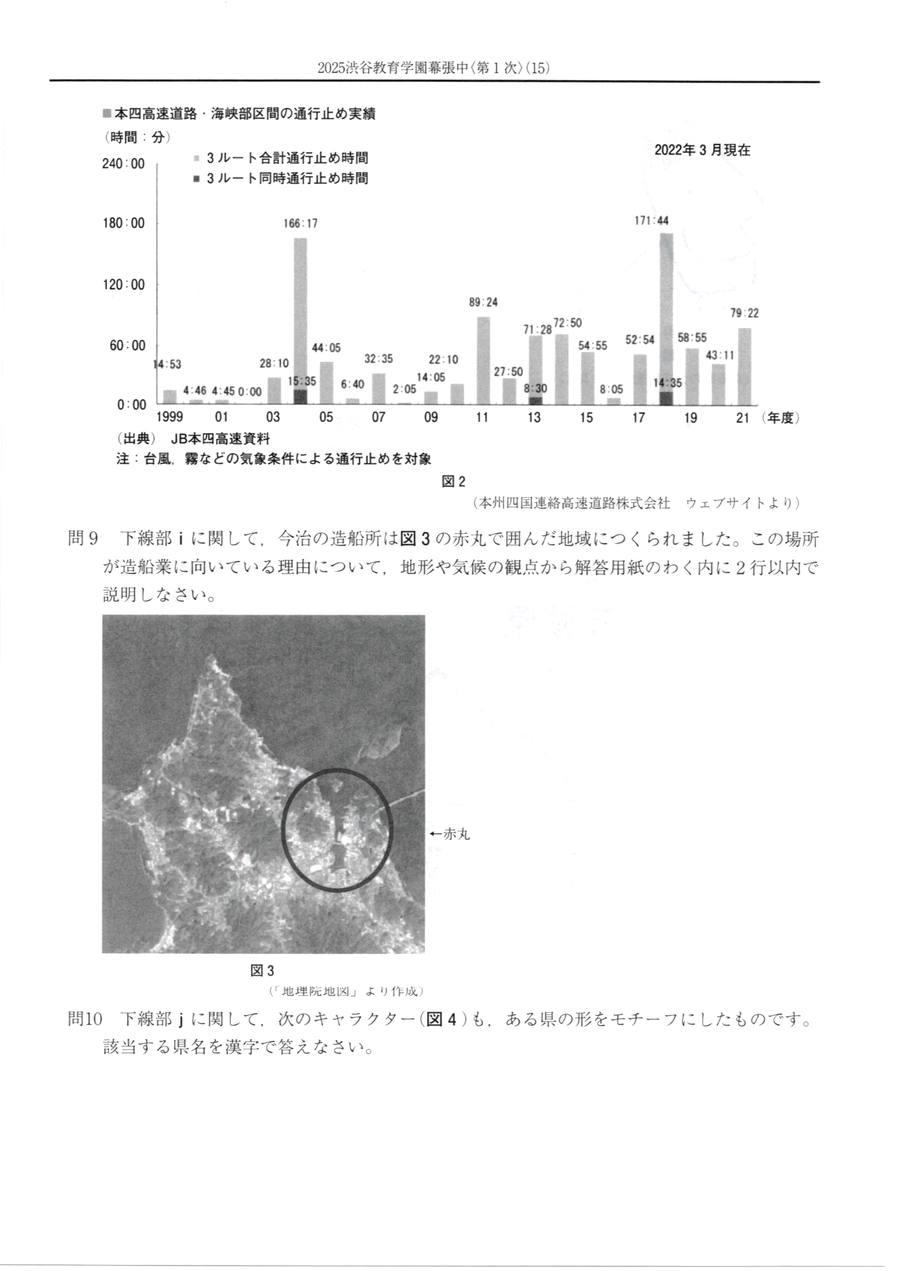 2025渋谷教育学園幕張中〈第1次〉(15)
■本四高速道路・海峡部区間の通行止め実績
(時間：分)
2022年3月現在
■ 3ルート合計通行止め時間
■ 3ルート同時通行止め時間
240：00
180：00
120：00
60：00
0：00
14：53
4：46
4：45
0：00
28：10
166：17
15：35
44：05
6：40
32：35
2：05
14：05
22：10
89：24
27：50
71：28
8：30
72：50
54：55
8：05
52：54
171：44
14：35
58：55
43：11
79：22
1999 01 03 05 07 09 11 13 15 17 19 21 (年度)
(出典) JB本四高速資料
注：台風，霧などの気象条件による通行止めを対象
図2
(本州四国連絡高速道路株式会社 ウェブサイトより)
問9 下線部iに関して，今治の造船所は図3の赤丸で囲んだ地域につくられました。この場所
が造船業に向いている理由について，地形や気候の観点から解答用紙のわく内に2行以内で
説明しなさい。
←赤丸
図3
(「地理院地図」より作成)
問10 下線部jに関して，次のキャラクター(図4)も，ある県の形をモチーフにしたものです。
該当する県名を漢字で答えなさい。